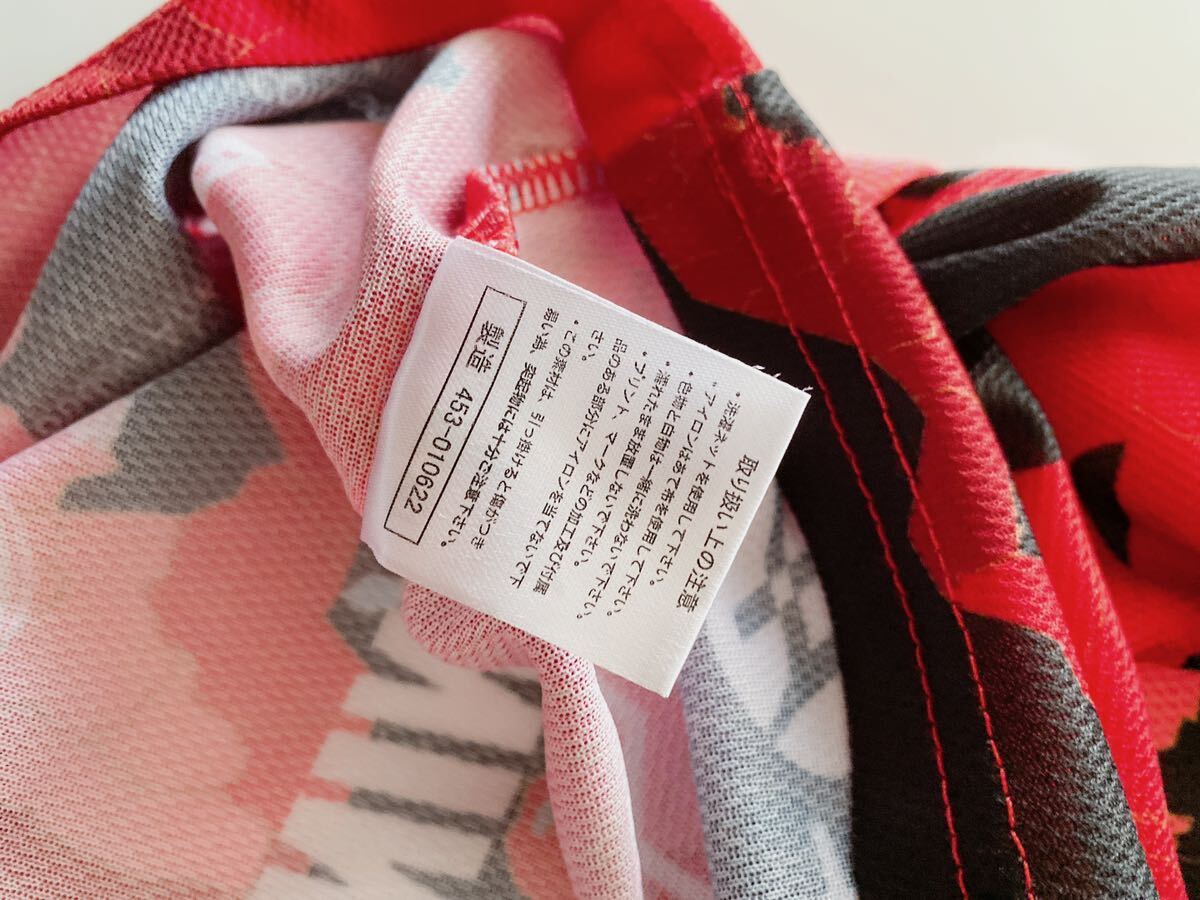 取り扱い上の注意
・洗濯ネットを使用して下さい。
・アイロンはあて布を使用して下さい。
・色物と白物は一緒に洗わないで下さい。
・濡れたまま放置しないで下さい。
・プリント、マークなどの加工及び付属
品のある部分にアイロンを当てないで下
さい。
・この素材は、引っ掛けると傷がつき
易い為、突起物には十分ご注意下さい。
製造 453-010622